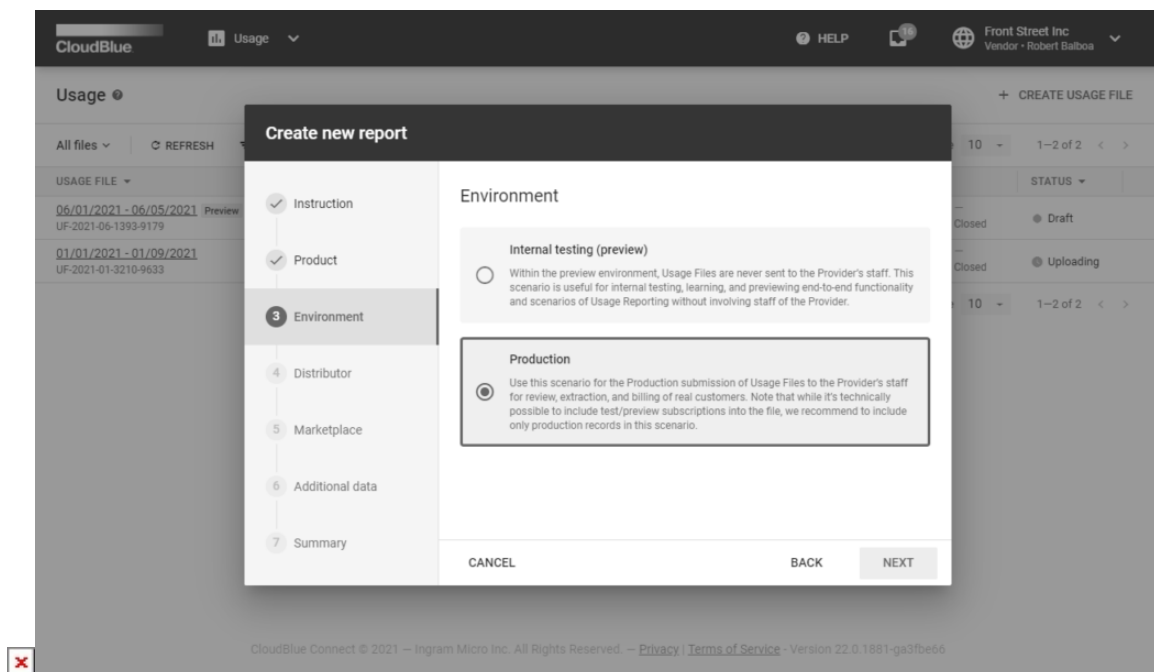 CloudBlue
Usage
HELP
16
Front Street Inc
Vendor • Robert Balboa
Usage
+ CREATE USAGE FILE
All files
REFRESH
10
1–2 of 2
USAGE FILE
STATUS
06/01/2021 - 06/05/2021 Preview
UF-2021-06-1393-9179
—
Closed
Draft
01/01/2021 - 01/09/2021
UF-2021-01-3210-9633
—
Closed
Uploading
10
1–2 of 2
Create new report
Instruction
Product
3 Environment
4 Distributor
5 Marketplace
6 Additional data
7 Summary
Environment
Internal testing (preview)
Within the preview environment, Usage Files are never sent to the Provider's staff. This
scenario is useful for internal testing, learning, and previewing end-to-end functionality
and scenarios of Usage Reporting without involving staff of the Provider.
Production
Use this scenario for the Production submission of Usage Files to the Provider's staff
for review, extraction, and billing of real customers. Note that while it's technically
possible to include test/preview subscriptions into the file, we recommend to include
only production records in this scenario.
CANCEL
BACK
NEXT
CloudBlue Connect © 2021 — Ingram Micro Inc. All Rights Reserved. — Privacy | Terms of Service - Version 22.0.1881-ga3fbe66